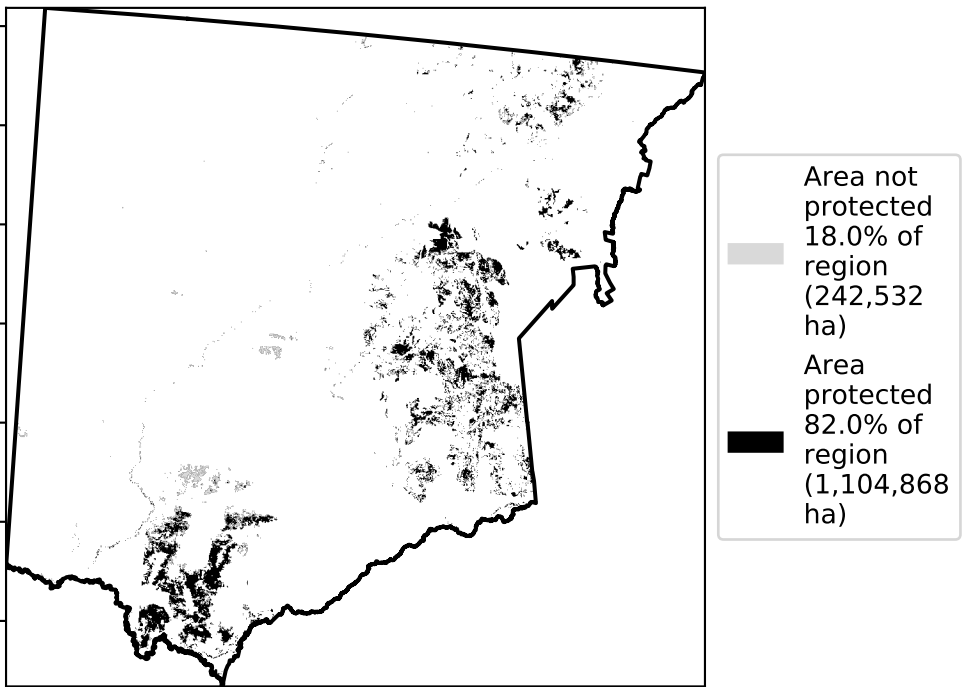 Area not
protected
18.0% of
region
(242,532
ha)
Area
protected
82.0% of
region
(1,104,868
ha)